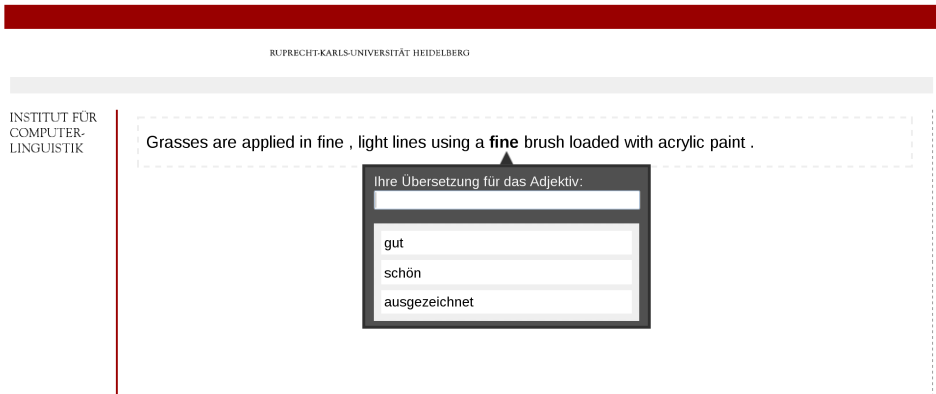 RUPRECHT-KARLS-UNIVERSITÄT HEIDELBERG
INSTITUT FÜR
COMPUTER-
LINGUISTIK
Grasses are applied in fine , light lines using a fine brush loaded with acrylic paint .
Ihre Übersetzung für das Adjektiv:
gut
schön
ausgezeichnet